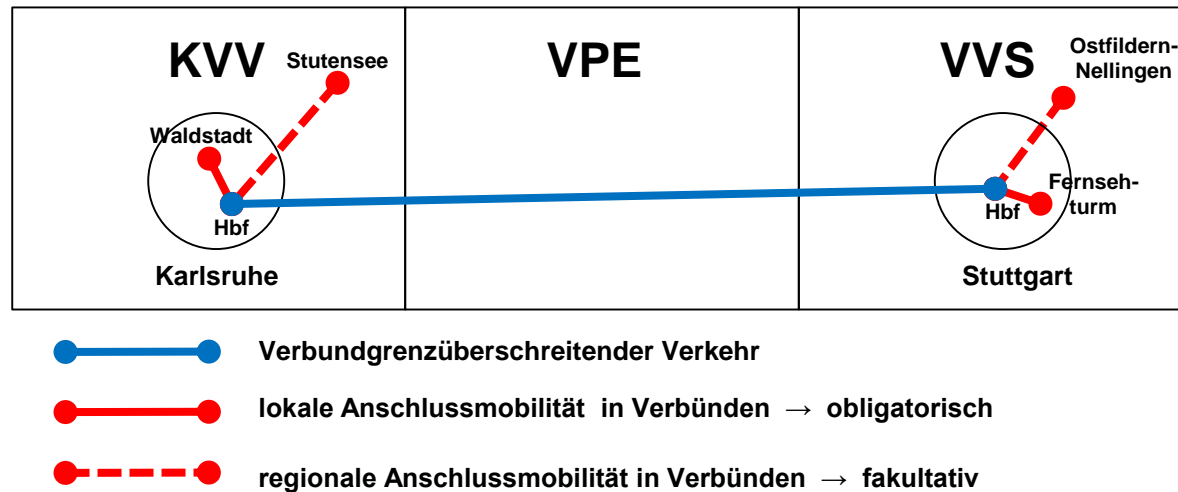 KVV
VPE
VVS
Stutensee
Ostfildern-
Nellingen
Waldstadt
Fernseh-
turm
Hbf
Hbf
Karlsruhe
Stuttgart
Verbundgrenzüberschreitender Verkehr
lokale Anschlussmobilität in Verbünden → obligatorisch
regionale Anschlussmobilität in Verbünden → fakultativ